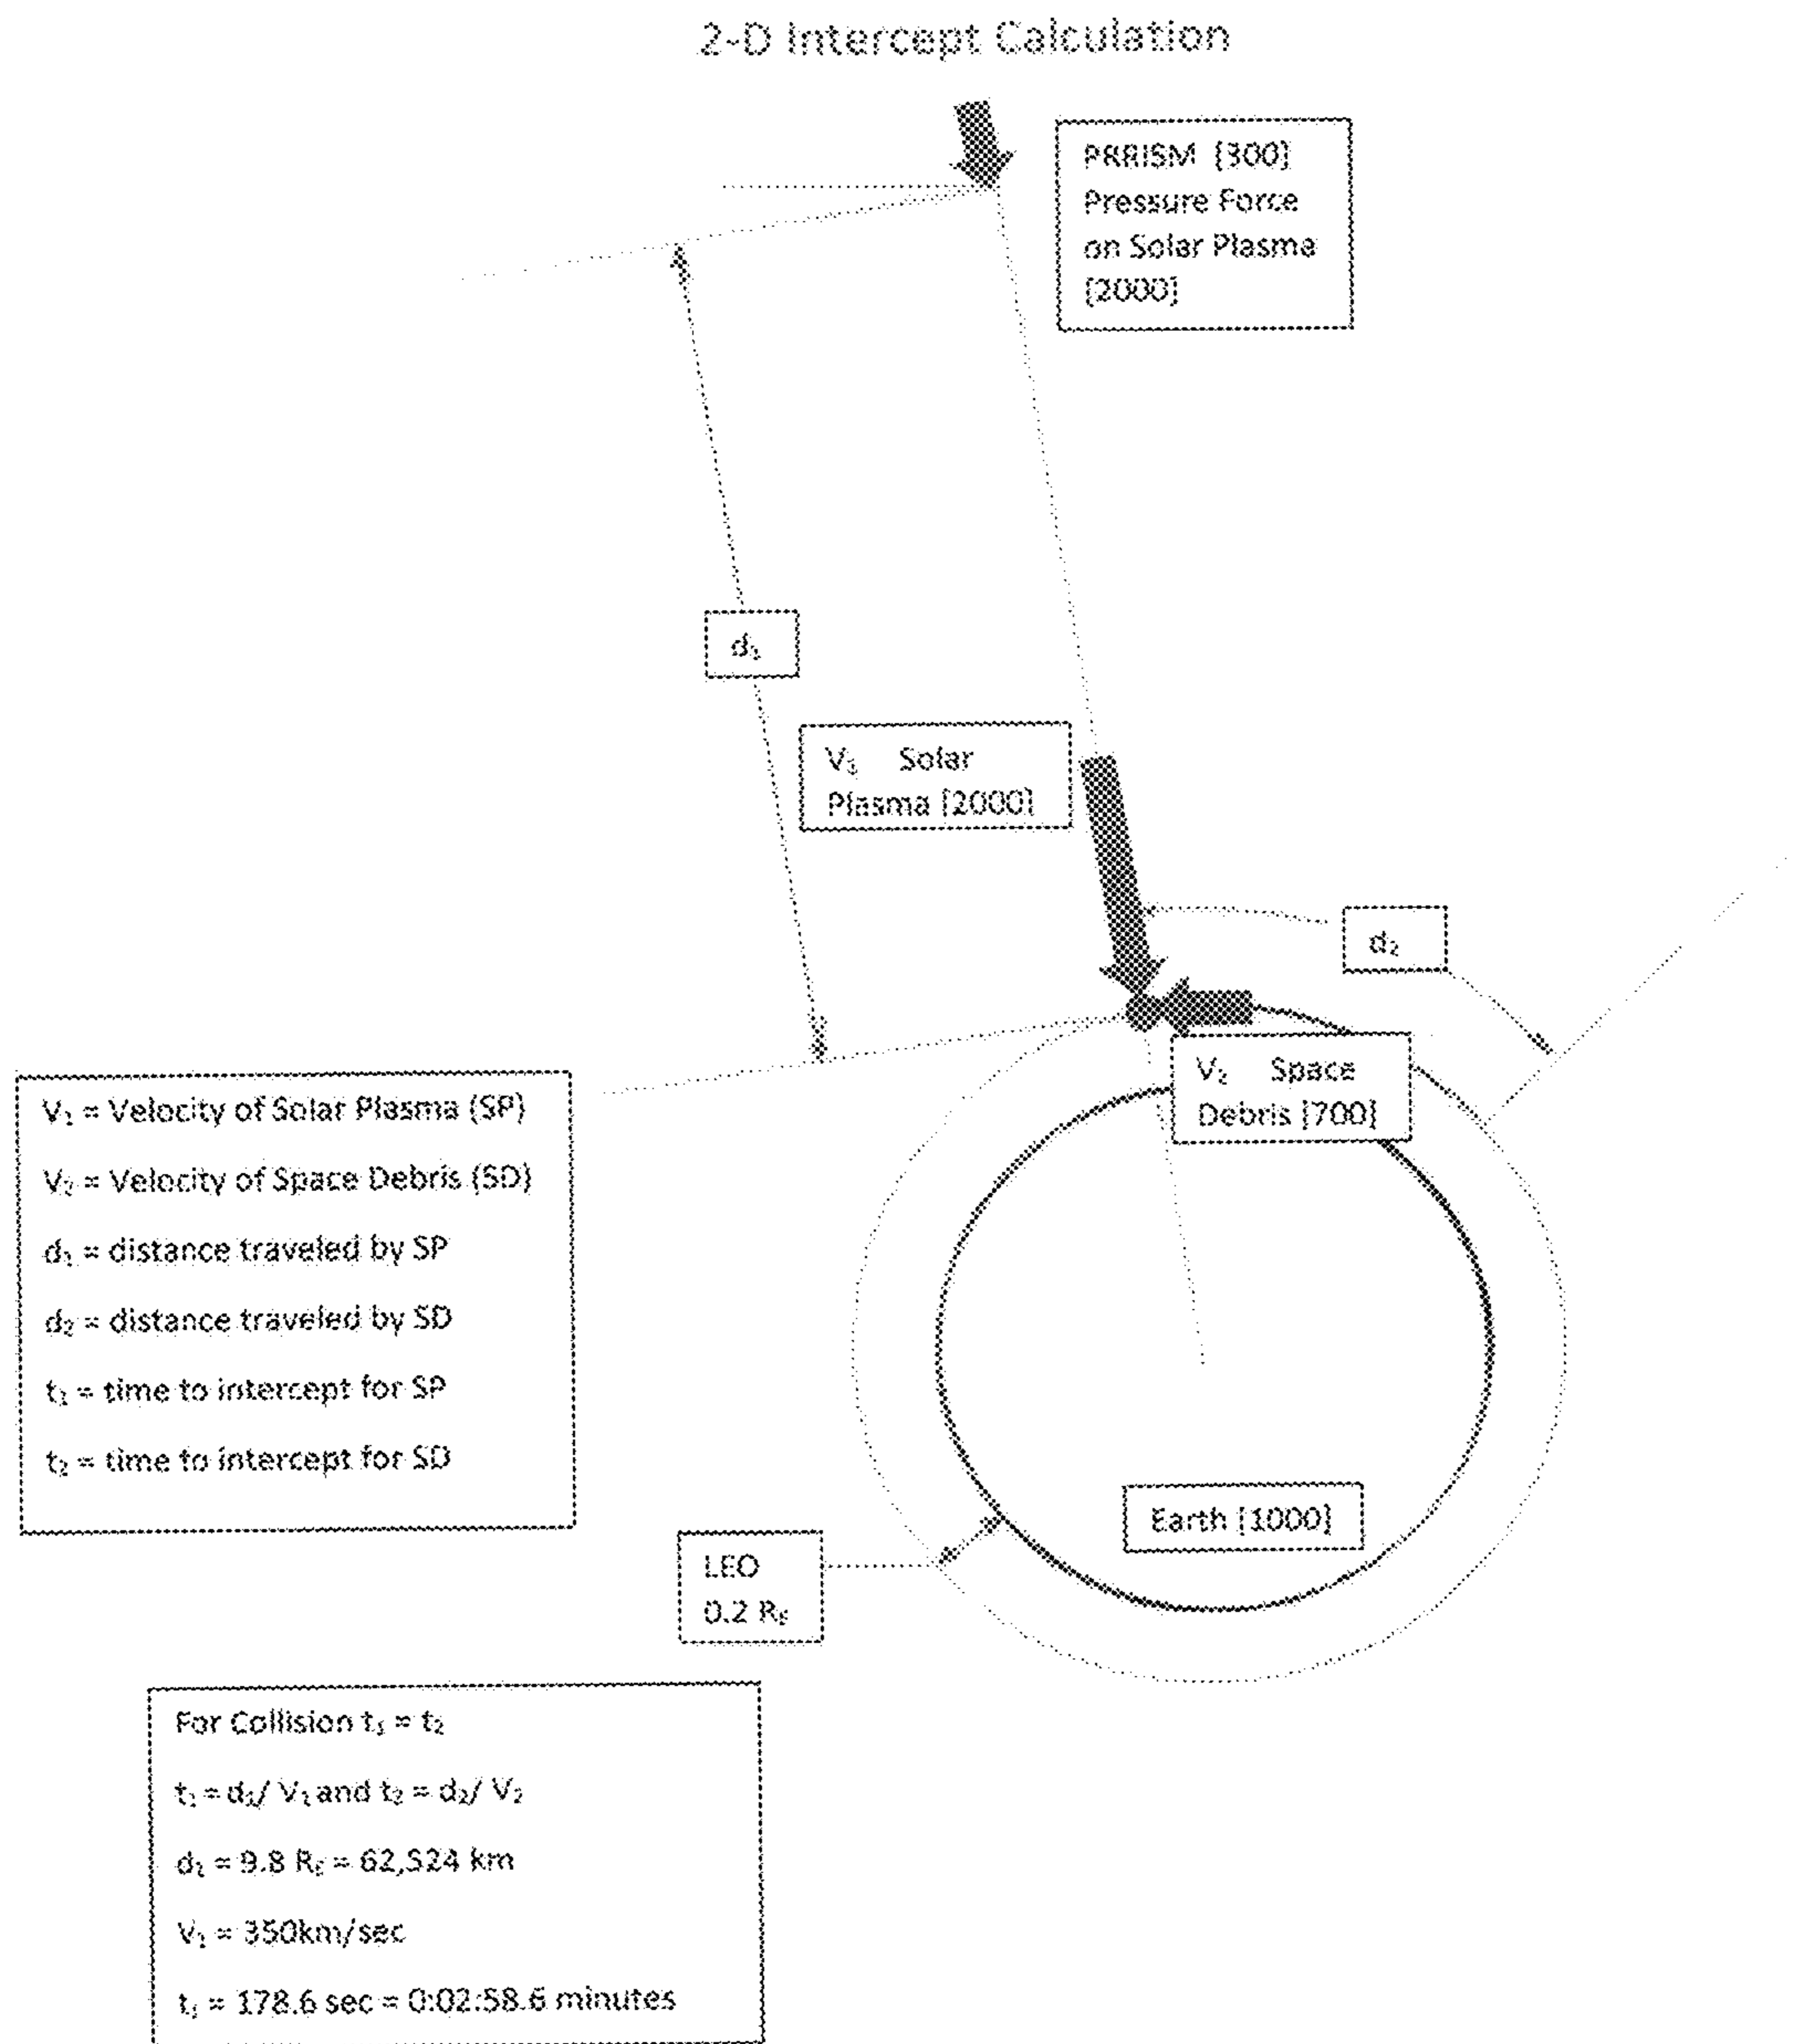 2-D Intercept Calculation
PRRISM [300]
Pressure Force
on Solar Plasma
[2000]
d₁
V₁ Solar
Plasma [2000]
d₂
V₂ Space
Debris [700]
V₁ = Velocity of Solar Plasma (SP)
V₂ = Velocity of Space Debris (SD)
d₁ = distance traveled by SP
d₂ = distance traveled by SD
t₁ = time to intercept for SP
t₂ = time to intercept for SD
Earth [1000]
LEO
0.2 R_E
For Collision t₁ = t₂
t₁ = d₁/ V₁ and t₂ = d₂/ V₂
d₁ = 9.8 R_E = 62,524 km
V₁ = 350km/sec
t₁ = 178.6 sec = 0:02:58.6 minutes